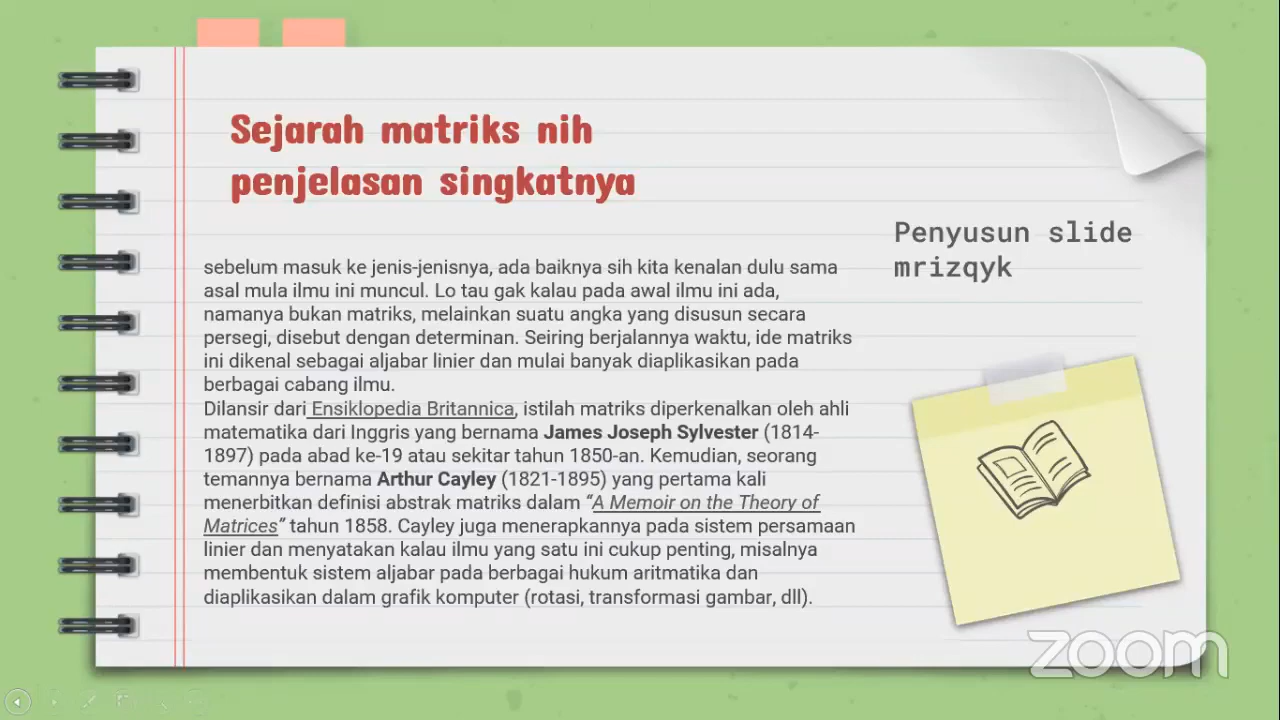 Sejarah matriks nih
penjelasan singkatnya
Penyusun slide
mrizqyk
sebelum masuk ke jenis-jenisnya, ada baiknya sih kita kenalan dulu sama
asal mula ilmu ini muncul. Lo tau gak kalau pada awal ilmu ini ada,
namanya bukan matriks, melainkan suatu angka yang disusun secara
persegi, disebut dengan determinan. Seiring berjalannya waktu, ide matriks
ini dikenal sebagai aljabar linier dan mulai banyak diaplikasikan pada
berbagai cabang ilmu.
Dilansir dari Ensiklopedia Britannica, istilah matriks diperkenalkan oleh ahli
matematika dari Inggris yang bernama James Joseph Sylvester (1814-
1897) pada abad ke-19 atau sekitar tahun 1850-an. Kemudian, seorang
temannya bernama Arthur Cayley (1821-1895) yang pertama kali
menerbitkan definisi abstrak matriks dalam “A Memoir on the Theory of
Matrices” tahun 1858. Cayley juga menerapkannya pada sistem persamaan
linier dan menyatakan kalau ilmu yang satu ini cukup penting, misalnya
membentuk sistem aljabar pada berbagai hukum aritmatika dan
diaplikasikan dalam grafik komputer (rotasi, transformasi gambar, dll).
zoom